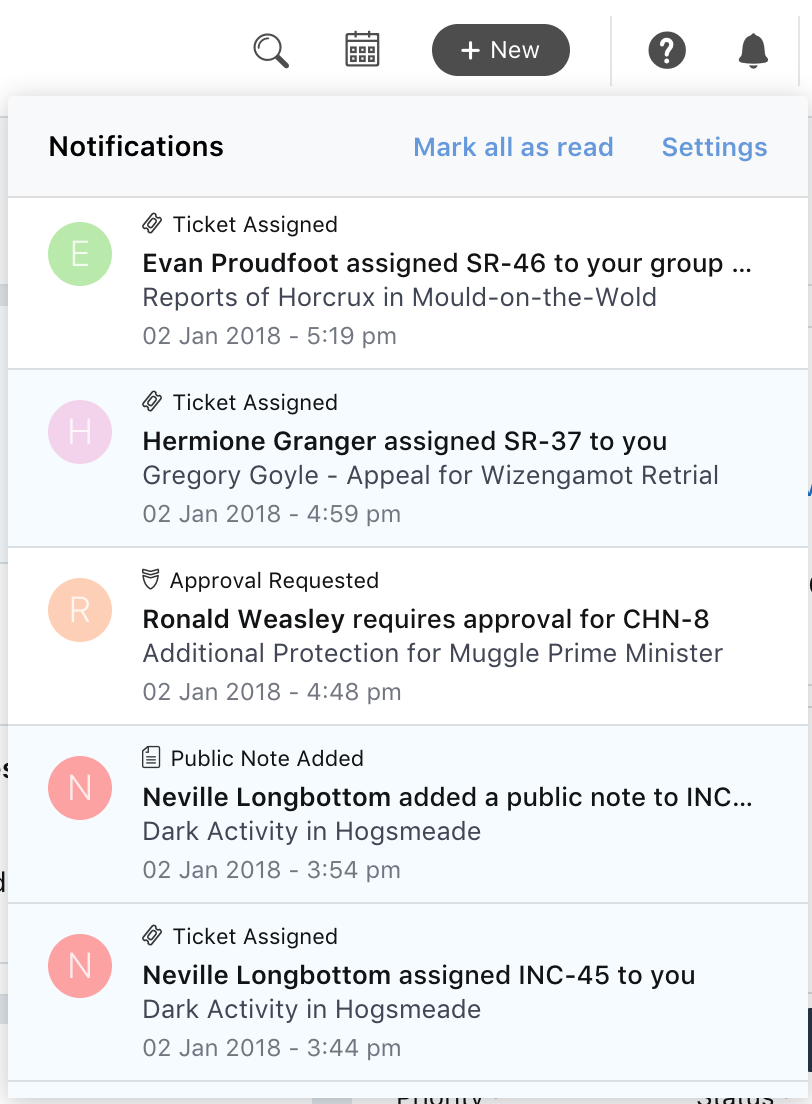 + New
?
Notifications
Mark all as read
Settings
E
Ticket Assigned
Evan Proudfoot assigned SR-46 to your group ...
Reports of Horcrux in Mould-on-the-Wold
02 Jan 2018 - 5:19 pm
H
Ticket Assigned
Hermione Granger assigned SR-37 to you
Gregory Goyle - Appeal for Wizengamot Retrial
02 Jan 2018 - 4:59 pm
R
Approval Requested
Ronald Weasley requires approval for CHN-8
Additional Protection for Muggle Prime Minister
02 Jan 2018 - 4:48 pm
N
Public Note Added
Neville Longbottom added a public note to INC...
Dark Activity in Hogsmeade
02 Jan 2018 - 3:54 pm
N
Ticket Assigned
Neville Longbottom assigned INC-45 to you
Dark Activity in Hogsmeade
02 Jan 2018 - 3:44 pm
Priority
Status